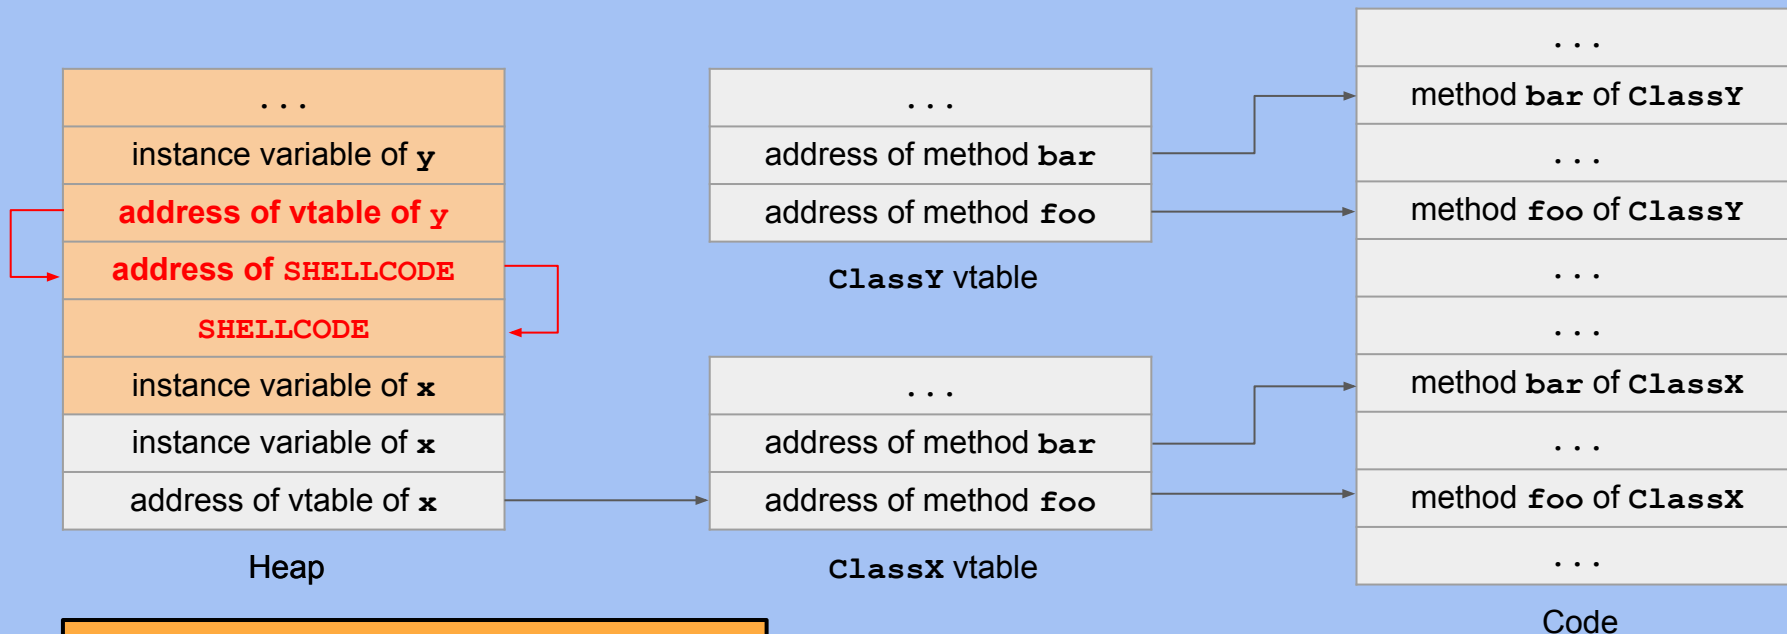 ...
instance variable of y
address of vtable of y
address of SHELLCODE
SHELLCODE
instance variable of x
instance variable of x
address of vtable of x
Heap
...
address of method bar
address of method foo
ClassY vtable
...
address of method bar
address of method foo
ClassX vtable
...
method bar of ClassY
...
method foo of ClassY
...
...
method bar of ClassX
...
method foo of ClassX
...
Code